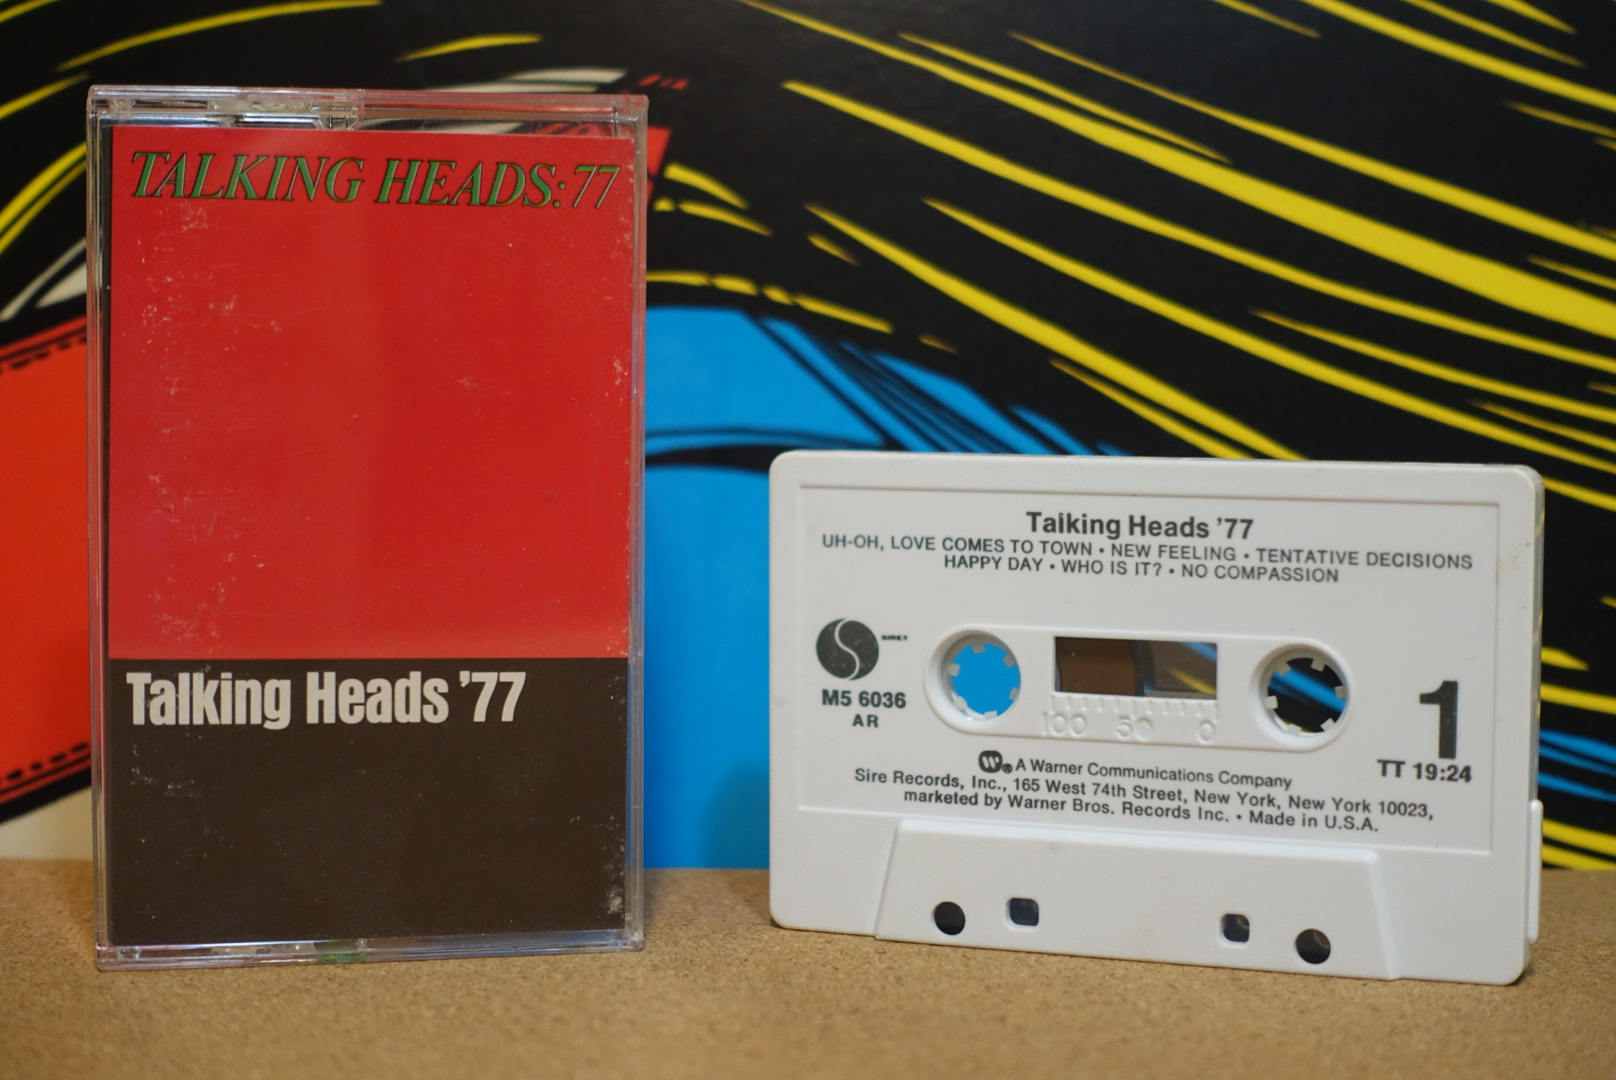 TALKING HEADS: 77
Talking Heads '77
Talking Heads '77
UH-OH, LOVE COMES TO TOWN • NEW FEELING • TENTATIVE DECISIONS
HAPPY DAY • WHO IS IT? • NO COMPASSION
SIRE
M5 6036
AR
100 50 0
1
TT 19:24
W® A Warner Communications Company
Sire Records, Inc., 165 West 74th Street, New York, New York 10023,
marketed by Warner Bros. Records Inc. • Made in U.S.A.